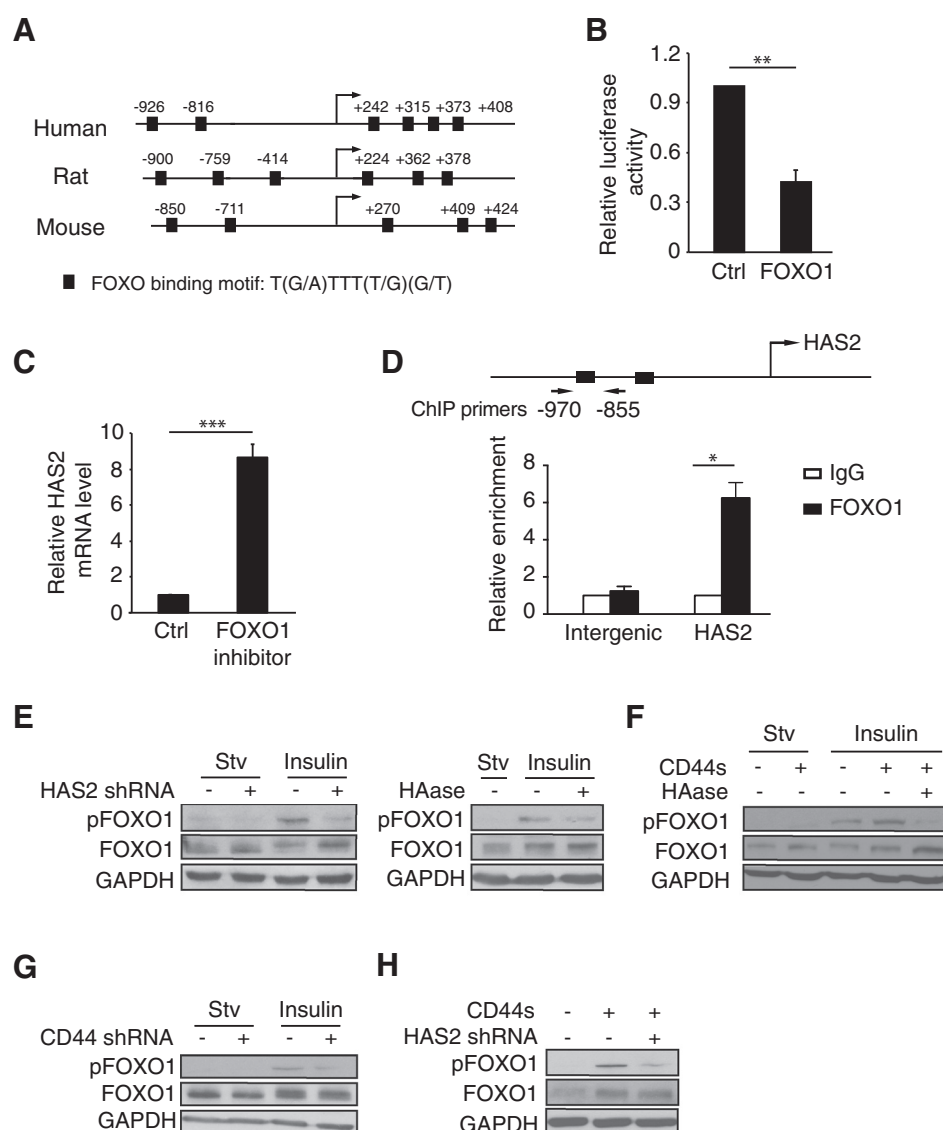 A
-926 -816 +242 +315 +373 +408
Human
-900 -759 -414 +224 +362 +378
Rat
-850 -711 +270 +409 +424
Mouse
FOXO binding motif: T(G/A)TTT(T/G)(G/T)
B
Relative luciferase
activity
1.2
0.9
0.6
0.3
0
**
Ctrl FOXO1
C
Relative HAS2
mRNA level
10
8
6
4
2
0
***
Ctrl FOXO1
inhibitor
D
HAS2
ChIP primers -970 -855
Relative enrichment
8
6
4
2
0
*
IgG
FOXO1
Intergenic HAS2
E
Stv Insulin
HAS2 shRNA - + - +
pFOXO1
FOXO1
GAPDH
Stv Insulin
HAase - - +
pFOXO1
FOXO1
GAPDH
F
Stv Insulin
CD44s - + - + +
HAase - - - - +
pFOXO1
FOXO1
GAPDH
G
Stv Insulin
CD44 shRNA - + - +
pFOXO1
FOXO1
GAPDH
H
CD44s - + +
HAS2 shRNA - - +
pFOXO1
FOXO1
GAPDH